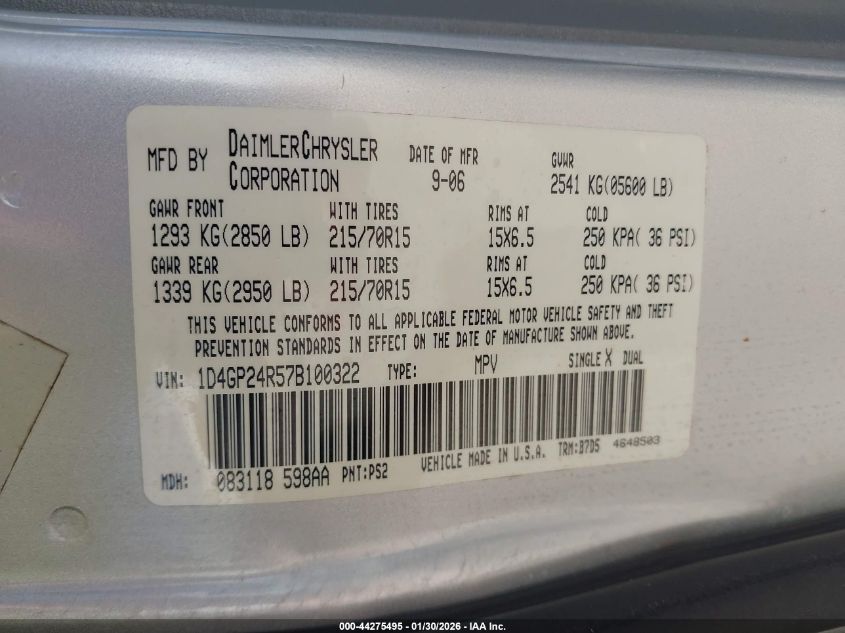 MFD BY DAIMLERCHRYSLER CORPORATION DATE OF MFR 9-06 GVWR 2541 KG(05600 LB)
GAWR FRONT WITH TIRES RIMS AT COLD
1293 KG(2850 LB) 215/70R15 15X6.5 250 KPA( 36 PSI)
GAWR REAR WITH TIRES RIMS AT COLD
1339 KG(2950 LB) 215/70R15 15X6.5 250 KPA( 36 PSI)
THIS VEHICLE CONFORMS TO ALL APPLICABLE FEDERAL MOTOR VEHICLE SAFETY AND THEFT
PREVENTION STANDARDS IN EFFECT ON THE DATE OF MANUFACTURE SHOWN ABOVE.
VIN: 1D4GP24R57B100322 TYPE: MPV SINGLE X DUAL
MDH: 083118 598AA PNT:PS2 VEHICLE MADE IN U.S.A. TRM:B7D5 4648503
000-44275495 - 01/30/2026 - IAA Inc.